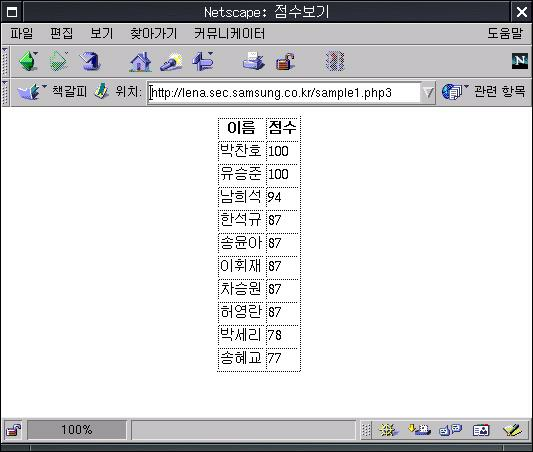 Netscape: 점수보기
파일 편집 보기 찾아가기 커뮤니케이터 도움말
책갈피 위치: http://lena.sec.samsung.co.kr/sample1.php3 관련 항목
이름 점수
박찬호 100
유승준 100
남희석 94
한석규 87
송윤아 87
이휘재 87
차승원 87
허영란 87
박세리 78
송혜교 77
100%